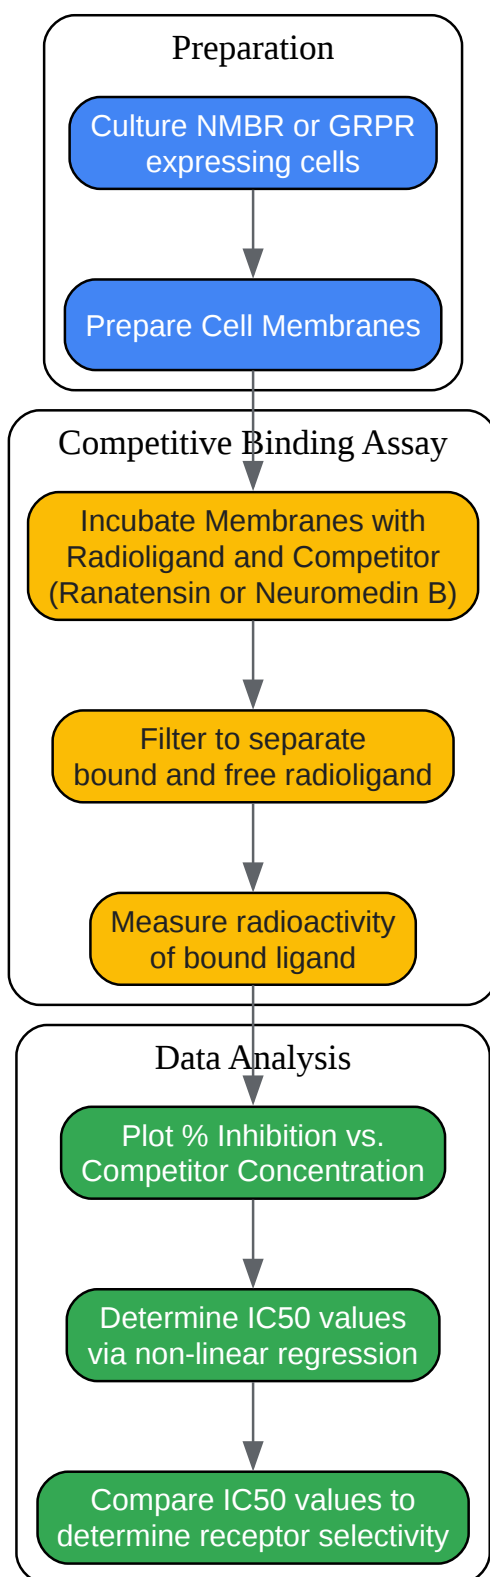 Preparation
Culture NMBR or GRPR
expressing cells
Prepare Cell Membranes
Competitive Binding Assay
Incubate Membranes with
Radioligand and Competitor
(Ranatensin or Neuromedin B)
Filter to separate
bound and free radioligand
Measure radioactivity
of bound ligand
Data Analysis
Plot % Inhibition vs.
Competitor Concentration
Determine IC50 values
via non-linear regression
Compare IC50 values to
determine receptor selectivity